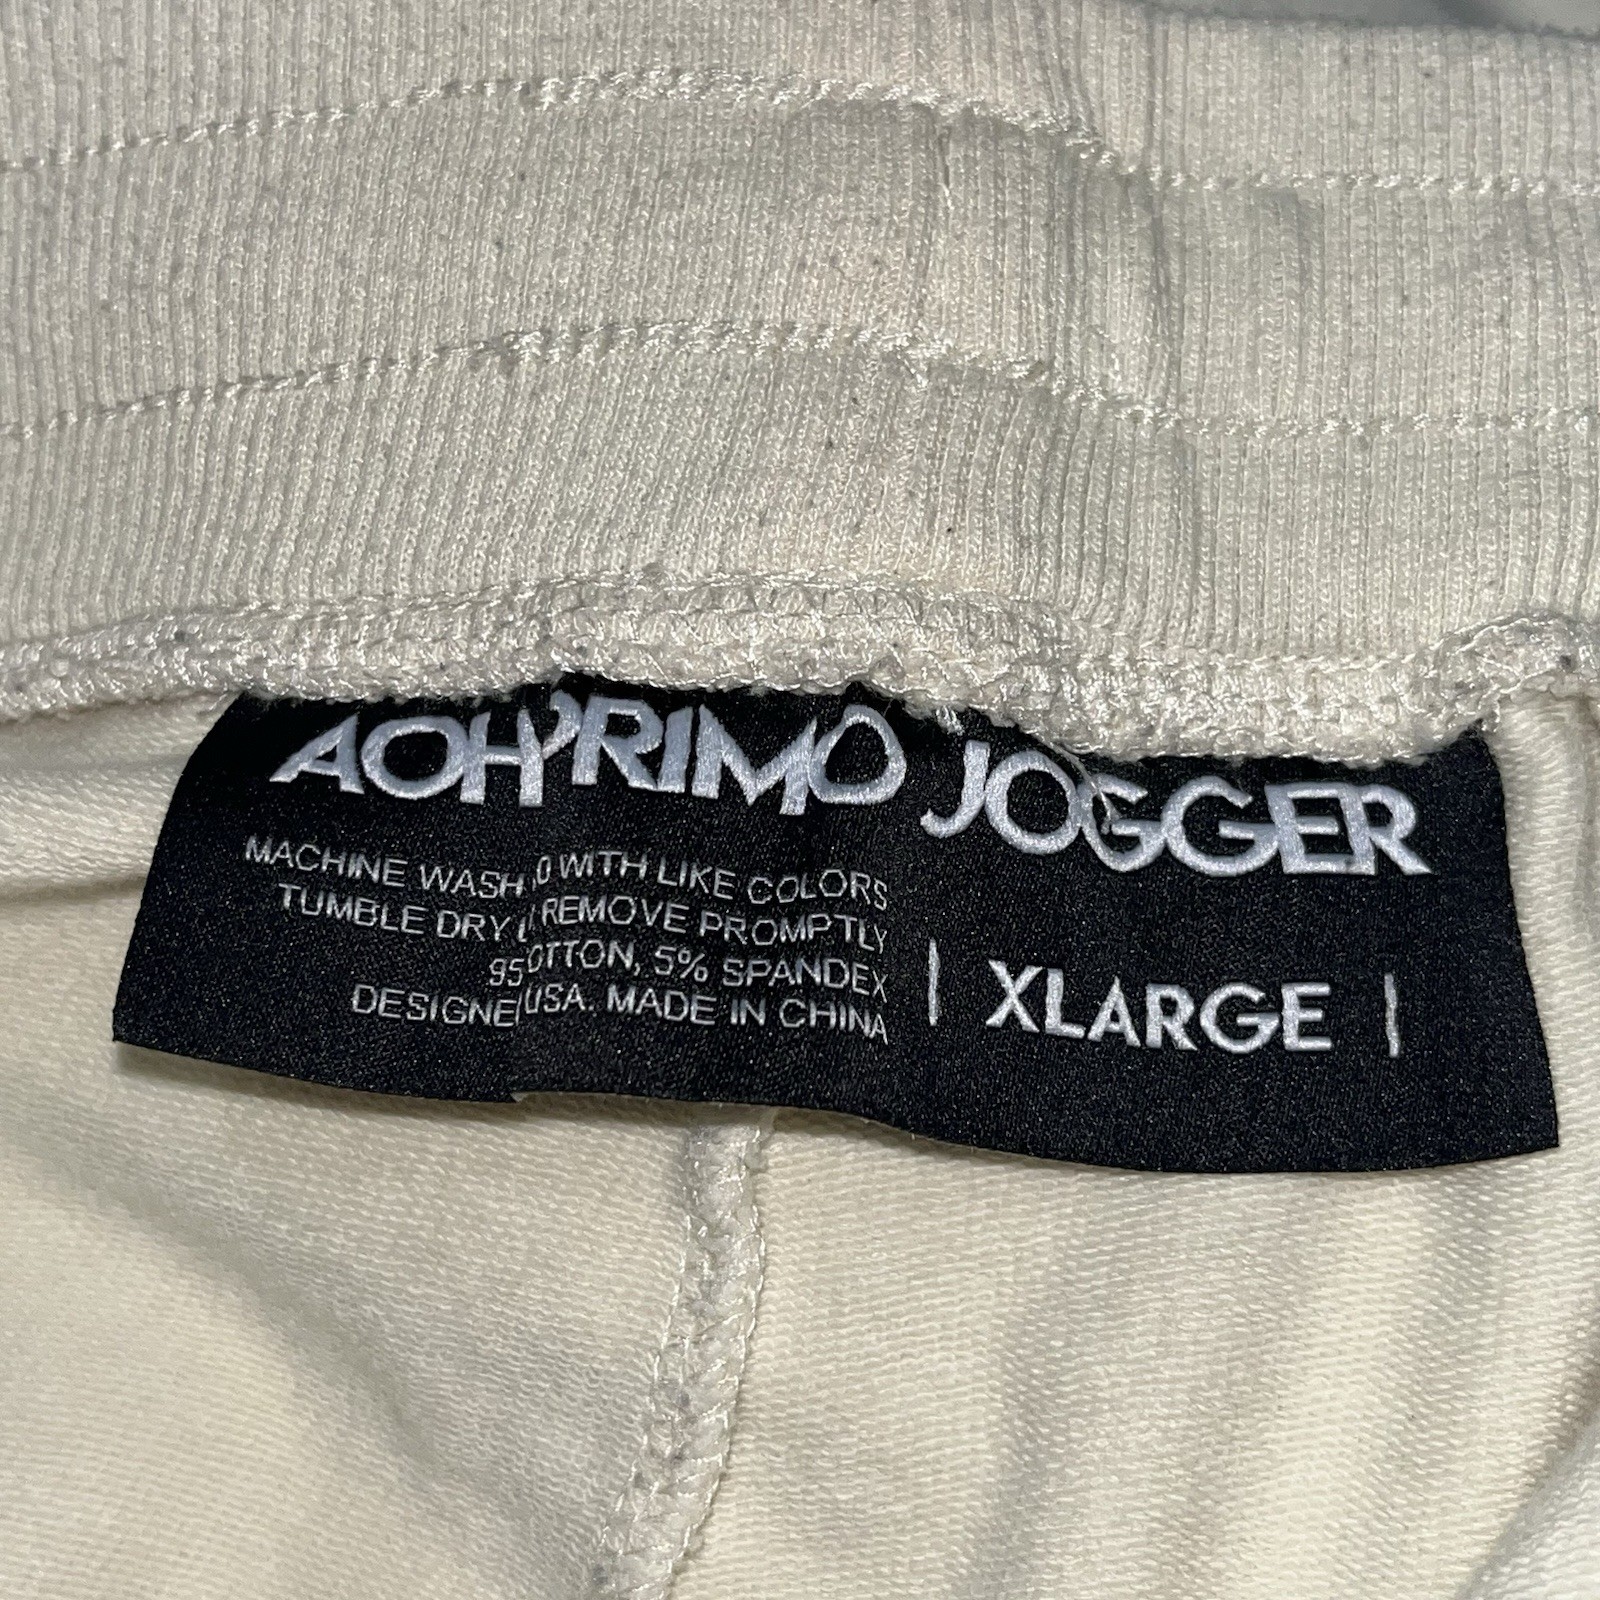 AOH PRIMO JOGGER
MACHINE WASH WITH LIKE COLORS
TUMBLE DRY REMOVE PROMPTLY
5% SPANDEX
USA. MADE IN CHINA
| XLARGE |